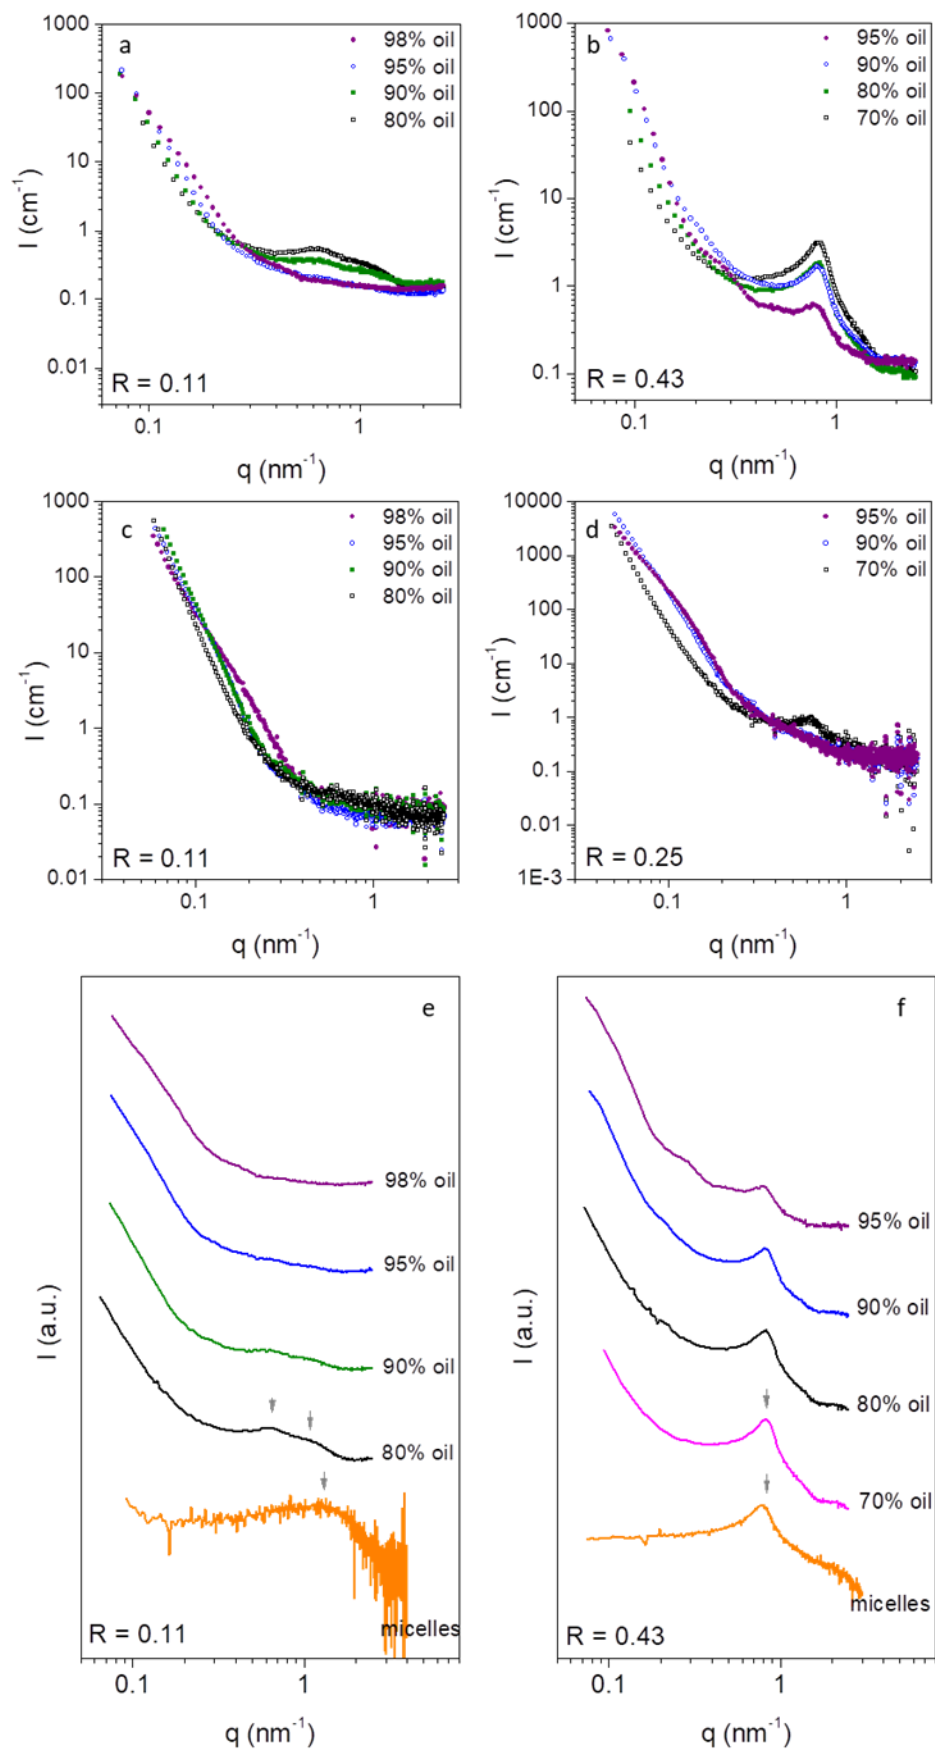 a
98% oil
95% oil
90% oil
80% oil
1000
100
10
1
0.1
0.01
I (cm⁻¹)
R = 0.11
0.1
1
q (nm⁻¹)
b
95% oil
90% oil
80% oil
70% oil
1000
100
10
1
0.1
I (cm⁻¹)
R = 0.43
0.1
1
q (nm⁻¹)
c
98% oil
95% oil
90% oil
80% oil
1000
100
10
1
0.1
0.01
I (cm⁻¹)
R = 0.11
0.1
1
q (nm⁻¹)
d
95% oil
90% oil
70% oil
10000
1000
100
10
1
0.1
0.01
1E-3
I (cm⁻¹)
R = 0.25
0.1
1
q (nm⁻¹)
e
98% oil
95% oil
90% oil
80% oil
micelles
I (a.u.)
R = 0.11
0.1
1
q (nm⁻¹)
f
95% oil
90% oil
80% oil
70% oil
micelles
I (a.u.)
R = 0.43
0.1
1
q (nm⁻¹)